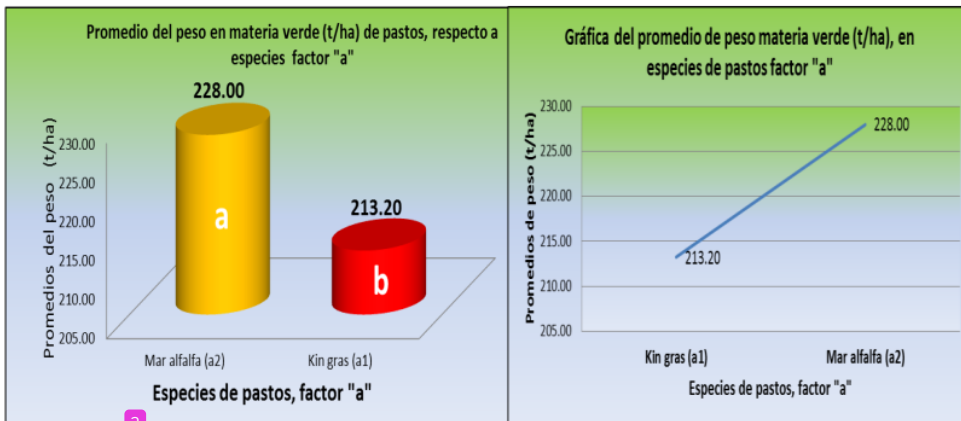 Promedio del peso en materia verde (t/ha) de pastos, respecto a
especies factor "a"
228.00
213.20
a
b
Promedios del peso (t/ha)
230.00
225.00
220.00
215.00
210.00
205.00
Mar alfalfa (a2)
Kin gras (a1)
Especies de pastos, factor "a"
Gráfica del promedio de peso materia verde (t/ha), en
especies de pastos factor "a"
Promedios de peso (t/ha)
230.00
225.00
220.00
215.00
210.00
205.00
228.00
213.20
Kin gras (a1)
Mar alfalfa (a2)
Especies de pastos, factor "a"